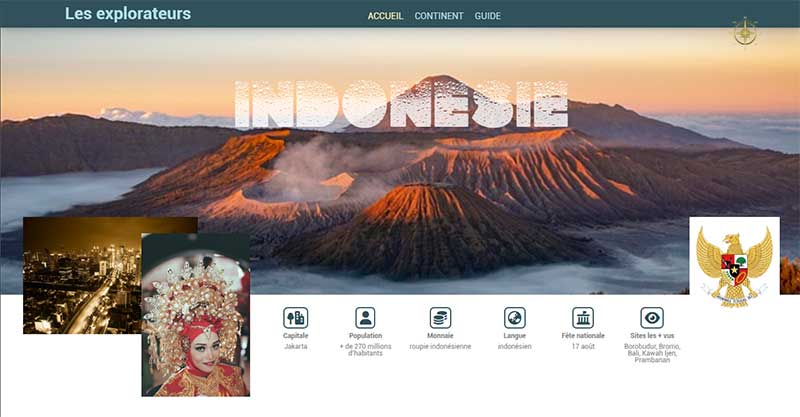 Les explorateurs
ACCUEIL CONTINENT GUIDE
INDONESIE
Capitale
Jakarta
Population
+ de 270 millions
d'habitants
Monnaie
roupie indonésienne
Langue
indonésien
Fête nationale
17 août
Sites les + vus
Borobudur, Bromo,
Bali, Kawah Ijen,
Prambanan